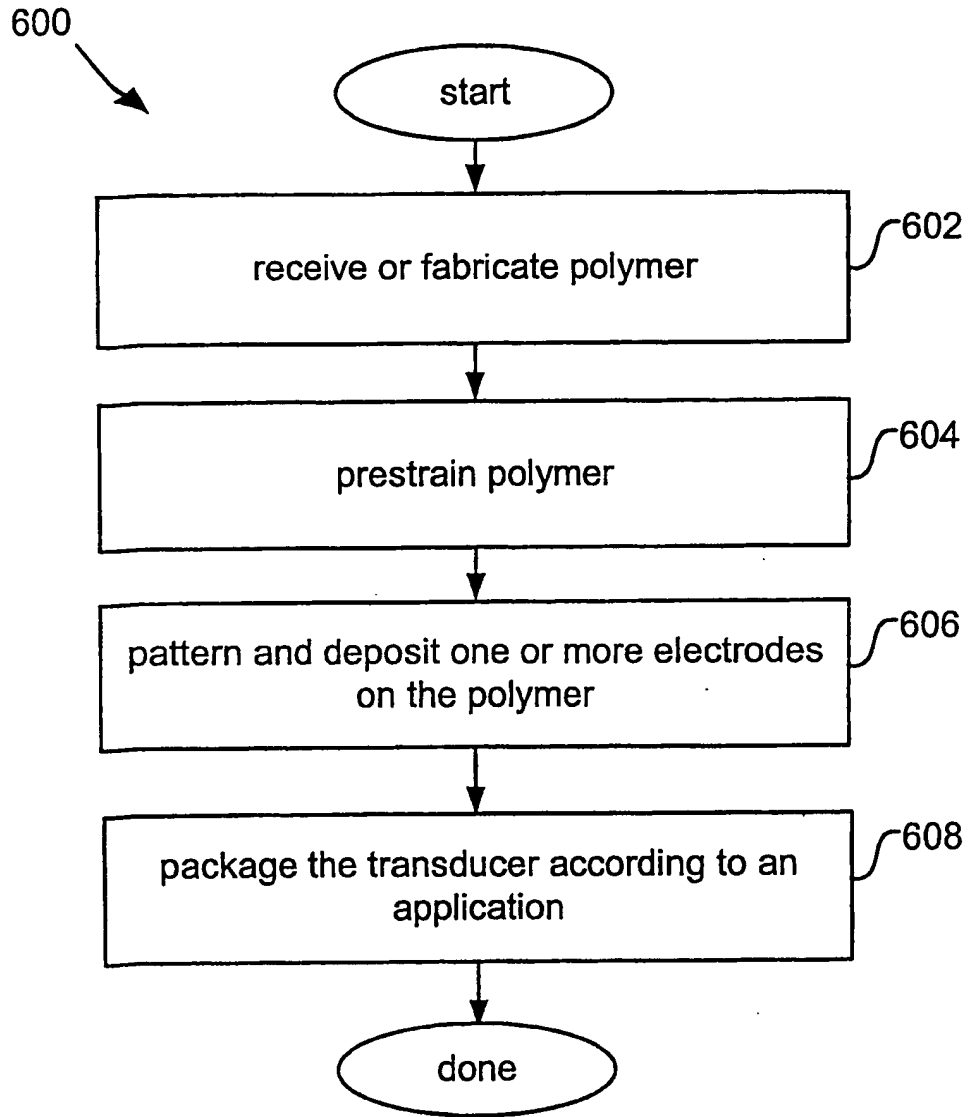 600
start
602
receive or fabricate polymer
604
prestrain polymer
606
pattern and deposit one or more electrodes
on the polymer
608
package the transducer according to an
application
done